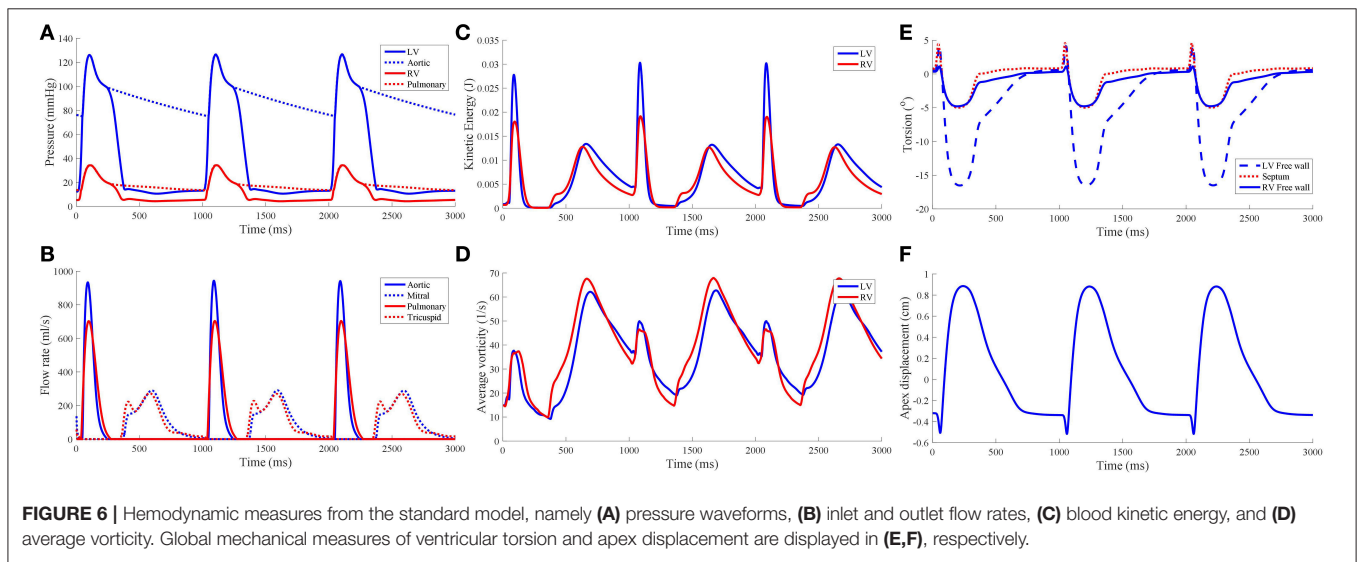 A
Pressure (mmHg)
140
120
100
80
60
40
20
0
0 500 1000 1500 2000 2500 3000
Time (ms)
LV
Aortic
RV
Pulmonary
B
Flow rate (ml/s)
1000
800
600
400
200
0
0 500 1000 1500 2000 2500 3000
Time (ms)
Aortic
Mitral
Pulmonary
Tricuspid
C
Kinetic Energy (J)
0.035
0.03
0.025
0.02
0.015
0.01
0.005
0
0 500 1000 1500 2000 2500 3000
Time (ms)
LV
RV
D
Average vorticity (1/s)
70
60
50
40
30
20
10
0
0 500 1000 1500 2000 2500 3000
Time (ms)
LV
RV
E
Torsion (°)
5
0
-5
-10
-15
-20
0 500 1000 1500 2000 2500 3000
Time (ms)
LV Free wall
Septum
RV Free wall
F
Apex displacement (cm)
1
0.8
0.6
0.4
0.2
0
-0.2
-0.4
-0.6
0 500 1000 1500 2000 2500 3000
Time (ms)
FIGURE 6 | Hemodynamic measures from the standard model, namely (A) pressure waveforms, (B) inlet and outlet flow rates, (C) blood kinetic energy, and (D)
average vorticity. Global mechanical measures of ventricular torsion and apex displacement are displayed in (E,F), respectively.